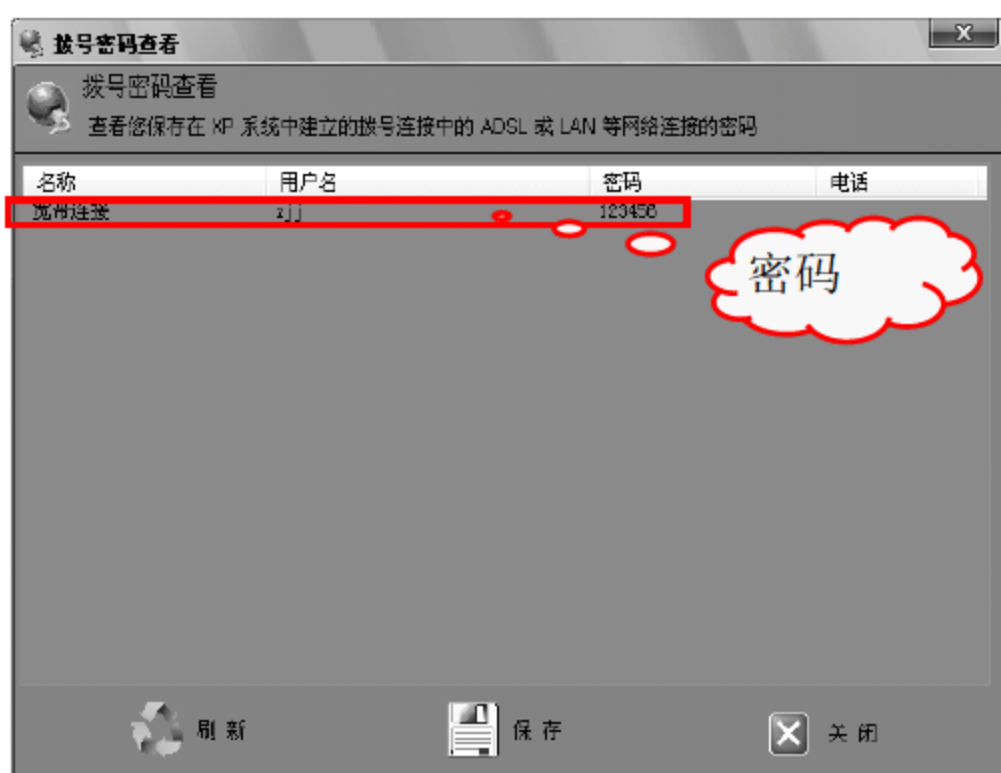 拨号密码查看
X
拨号密码查看
查看您保存在 XP 系统中建立的拨号连接中的 ADSL 或 LAN 等网络连接的密码
名称 用户名 密码 电话
宽带连接 zjj 123456
密码
刷新 保存 关闭